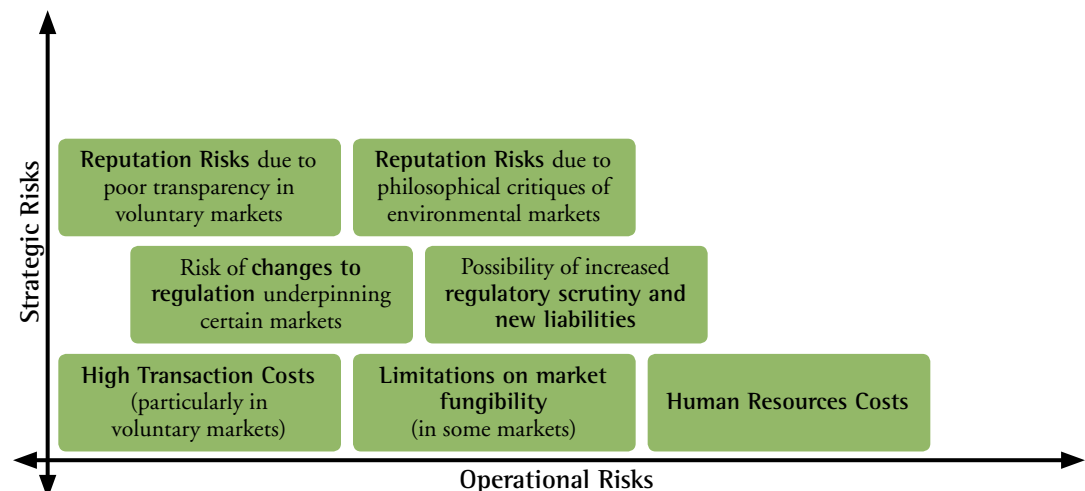 Strategic Risks
Reputation Risks due to
poor transparency in
voluntary markets
Reputation Risks due to
philosophical critiques of
environmental markets
Risk of changes to
regulation underpinning
certain markets
Possibility of increased
regulatory scrutiny and
new liabilities
High Transaction Costs
(particularly in
voluntary markets)
Limitations on market
fungibility
(in some markets)
Human Resources Costs
Operational Risks